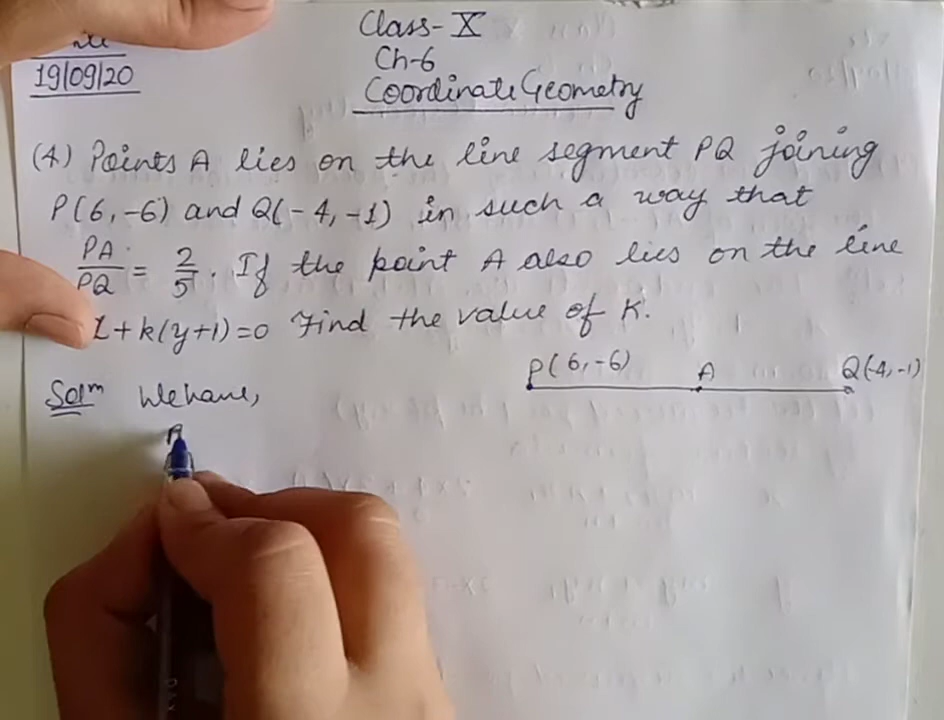 Class-X
Ch-6
19/09/20
Coordinate Geometry
(4) Points A lies on the line segment PQ joining
P(6,-6) and Q(-4,-1) in such a way that
PA/PQ = 2/5. If the point A also lies on the line
x+k(y+1)=0 Find the value of K.
P(6,-6) A Q(-4,-1)
Solm We have,
P